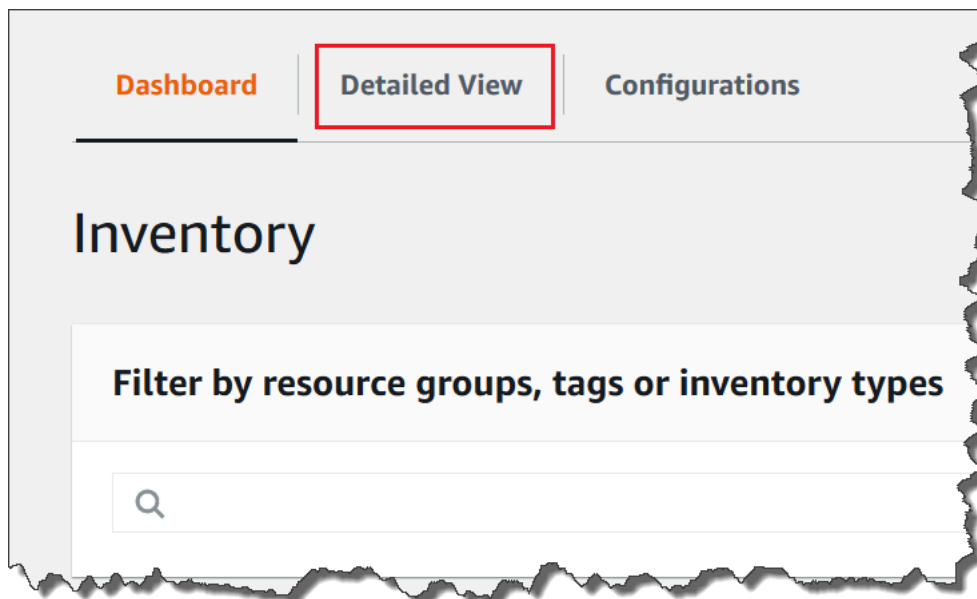 Dashboard Detailed View Configurations
Inventory
Filter by resource groups, tags or inventory types